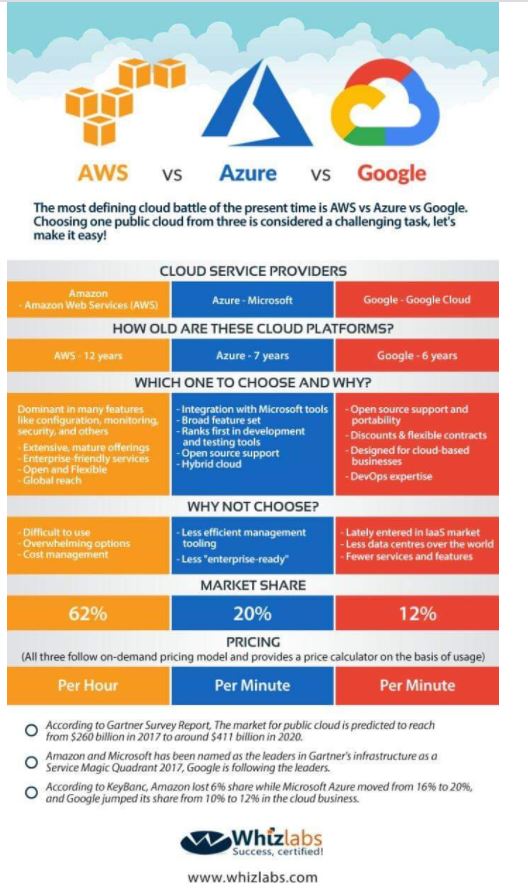 AWS vs Azure vs Google
The most defining cloud battle of the present time is AWS vs Azure vs Google.
Choosing one public cloud from three is considered a challenging task, let's
make it easy!
CLOUD SERVICE PROVIDERS
Amazon
- Amazon Web Services (AWS)
Azure - Microsoft
Google - Google Cloud
HOW OLD ARE THESE CLOUD PLATFORMS?
AWS - 12 years
Azure - 7 years
Google - 6 years
WHICH ONE TO CHOOSE AND WHY?
Dominant in many features
like configuration, monitoring,
security, and others
- Extensive, mature offerings
- Enterprise-friendly services
- Open and Flexible
- Global reach
- Integration with Microsoft tools
- Broad feature set
- Ranks first in development
and testing tools
- Open source support
- Hybrid cloud
- Open source support and
portability
- Discounts & flexible contracts
- Designed for cloud-based
businesses
- DevOps expertise
WHY NOT CHOOSE?
- Difficult to use
- Overwhelming options
- Cost management
- Less efficient management
tooling
- Less "enterprise-ready"
- Lately entered in IaaS market
- Less data centres over the world
- Fewer services and features
MARKET SHARE
62%
20%
12%
PRICING
(All three follow on-demand pricing model and provides a price calculator on the basis of usage)
Per Hour
Per Minute
Per Minute
According to Gartner Survey Report, The market for public cloud is predicted to reach
from $260 billion in 2017 to around $411 billion in 2020.
Amazon and Microsoft has been named as the leaders in Gartner's infrastructure as a
Service Magic Quadrant 2017, Google is following the leaders.
According to KeyBanc, Amazon lost 6% share while Microsoft Azure moved from 16% to 20%,
and Google jumped its share from 10% to 12% in the cloud business.
Whizlabs
Success, certified!
www.whizlabs.com